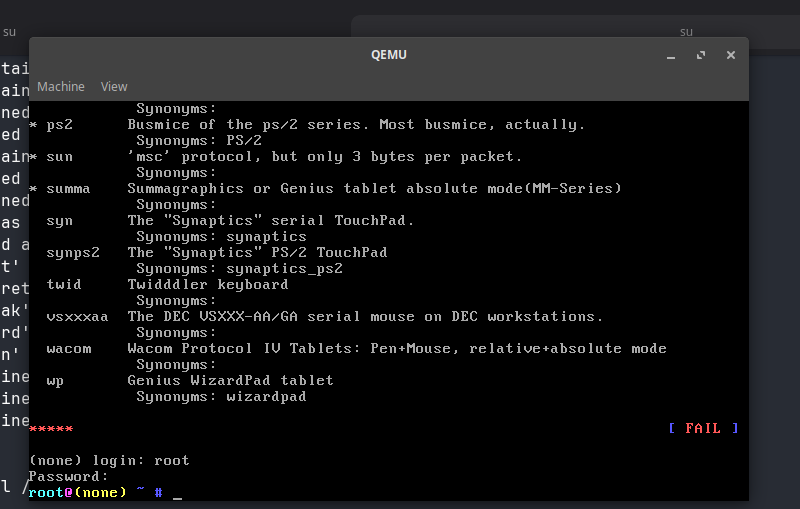 su
su
QEMU
Machine View
Synonyms:
* ps2 Busmice of the ps/2 series. Most busmice, actually.
Synonyms: PS/2
* sun 'msc' protocol, but only 3 bytes per packet.
Synonyms:
* summa Summagraphics or Genius tablet absolute mode(MM-Series)
Synonyms:
syn The "Synaptics" serial TouchPad.
Synonyms: synaptics
synps2 The "Synaptics" PS/2 TouchPad
Synonyms: synaptics_ps2
twid Twidddler keyboard
Synonyms:
vsxxxaa The DEC VSXXX-AA/GA serial mouse on DEC workstations.
Synonyms:
wacom Wacom Protocol IV Tablets: Pen+Mouse, relative+absolute mode
Synonyms:
wp Genius WizardPad tablet
Synonyms: wizardpad
***** [ FAIL ]
(none) login: root
Password:
root@(none) ~ # _
tai
ain
ned
ed
ain
ed
ned
as
d a
t'
ret
ak'
rd'
n'
ine
ine
ine
l /